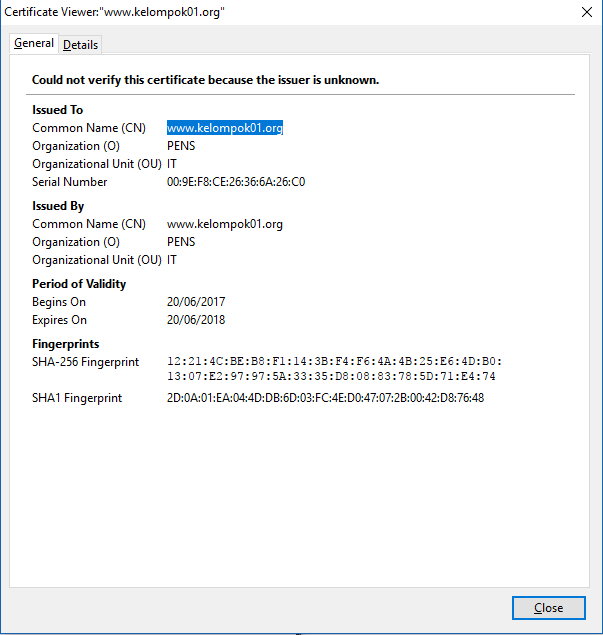 Certificate Viewer:"www.kelompok01.org"
General Details
Could not verify this certificate because the issuer is unknown.
Issued To
Common Name (CN) www.kelompok01.org
Organization (O) PENS
Organizational Unit (OU) IT
Serial Number 00:9E:F8:CE:26:36:6A:26:C0
Issued By
Common Name (CN) www.kelompok01.org
Organization (O) PENS
Organizational Unit (OU) IT
Period of Validity
Begins On 20/06/2017
Expires On 20/06/2018
Fingerprints
SHA-256 Fingerprint 12:21:4C:BE:B8:F1:14:3B:F4:F6:4A:4B:25:E6:4D:B0:
13:07:E2:97:97:5A:33:35:D8:08:83:78:5D:71:E4:74
SHA1 Fingerprint 2D:0A:01:EA:04:4D:DB:6D:03:FC:4E:D0:47:07:2B:00:42:D8:76:48
Close